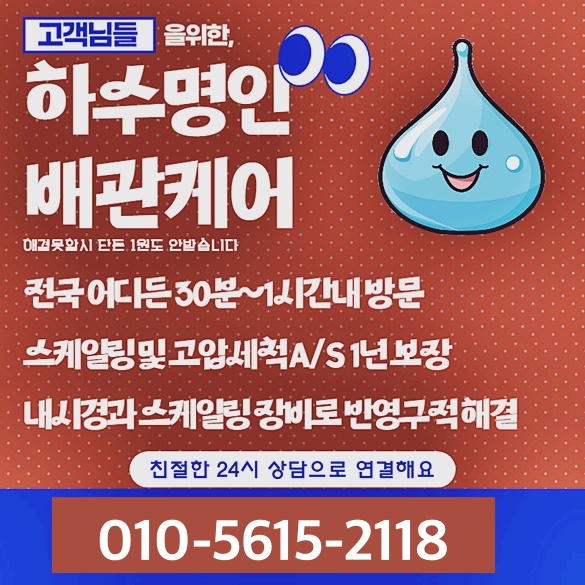 고객님들 을위한,
하수명인
배관케어
해결못할시 단돈 1원도 안받습니다
전국 어디든 30분~1시간내 방문
스케일링 및 고압세척 A/S 1년 보장
내시경과 스케일링 장비로 반영구적 해결
친절한 24시 상담으로 연결해요
010-5615-2118